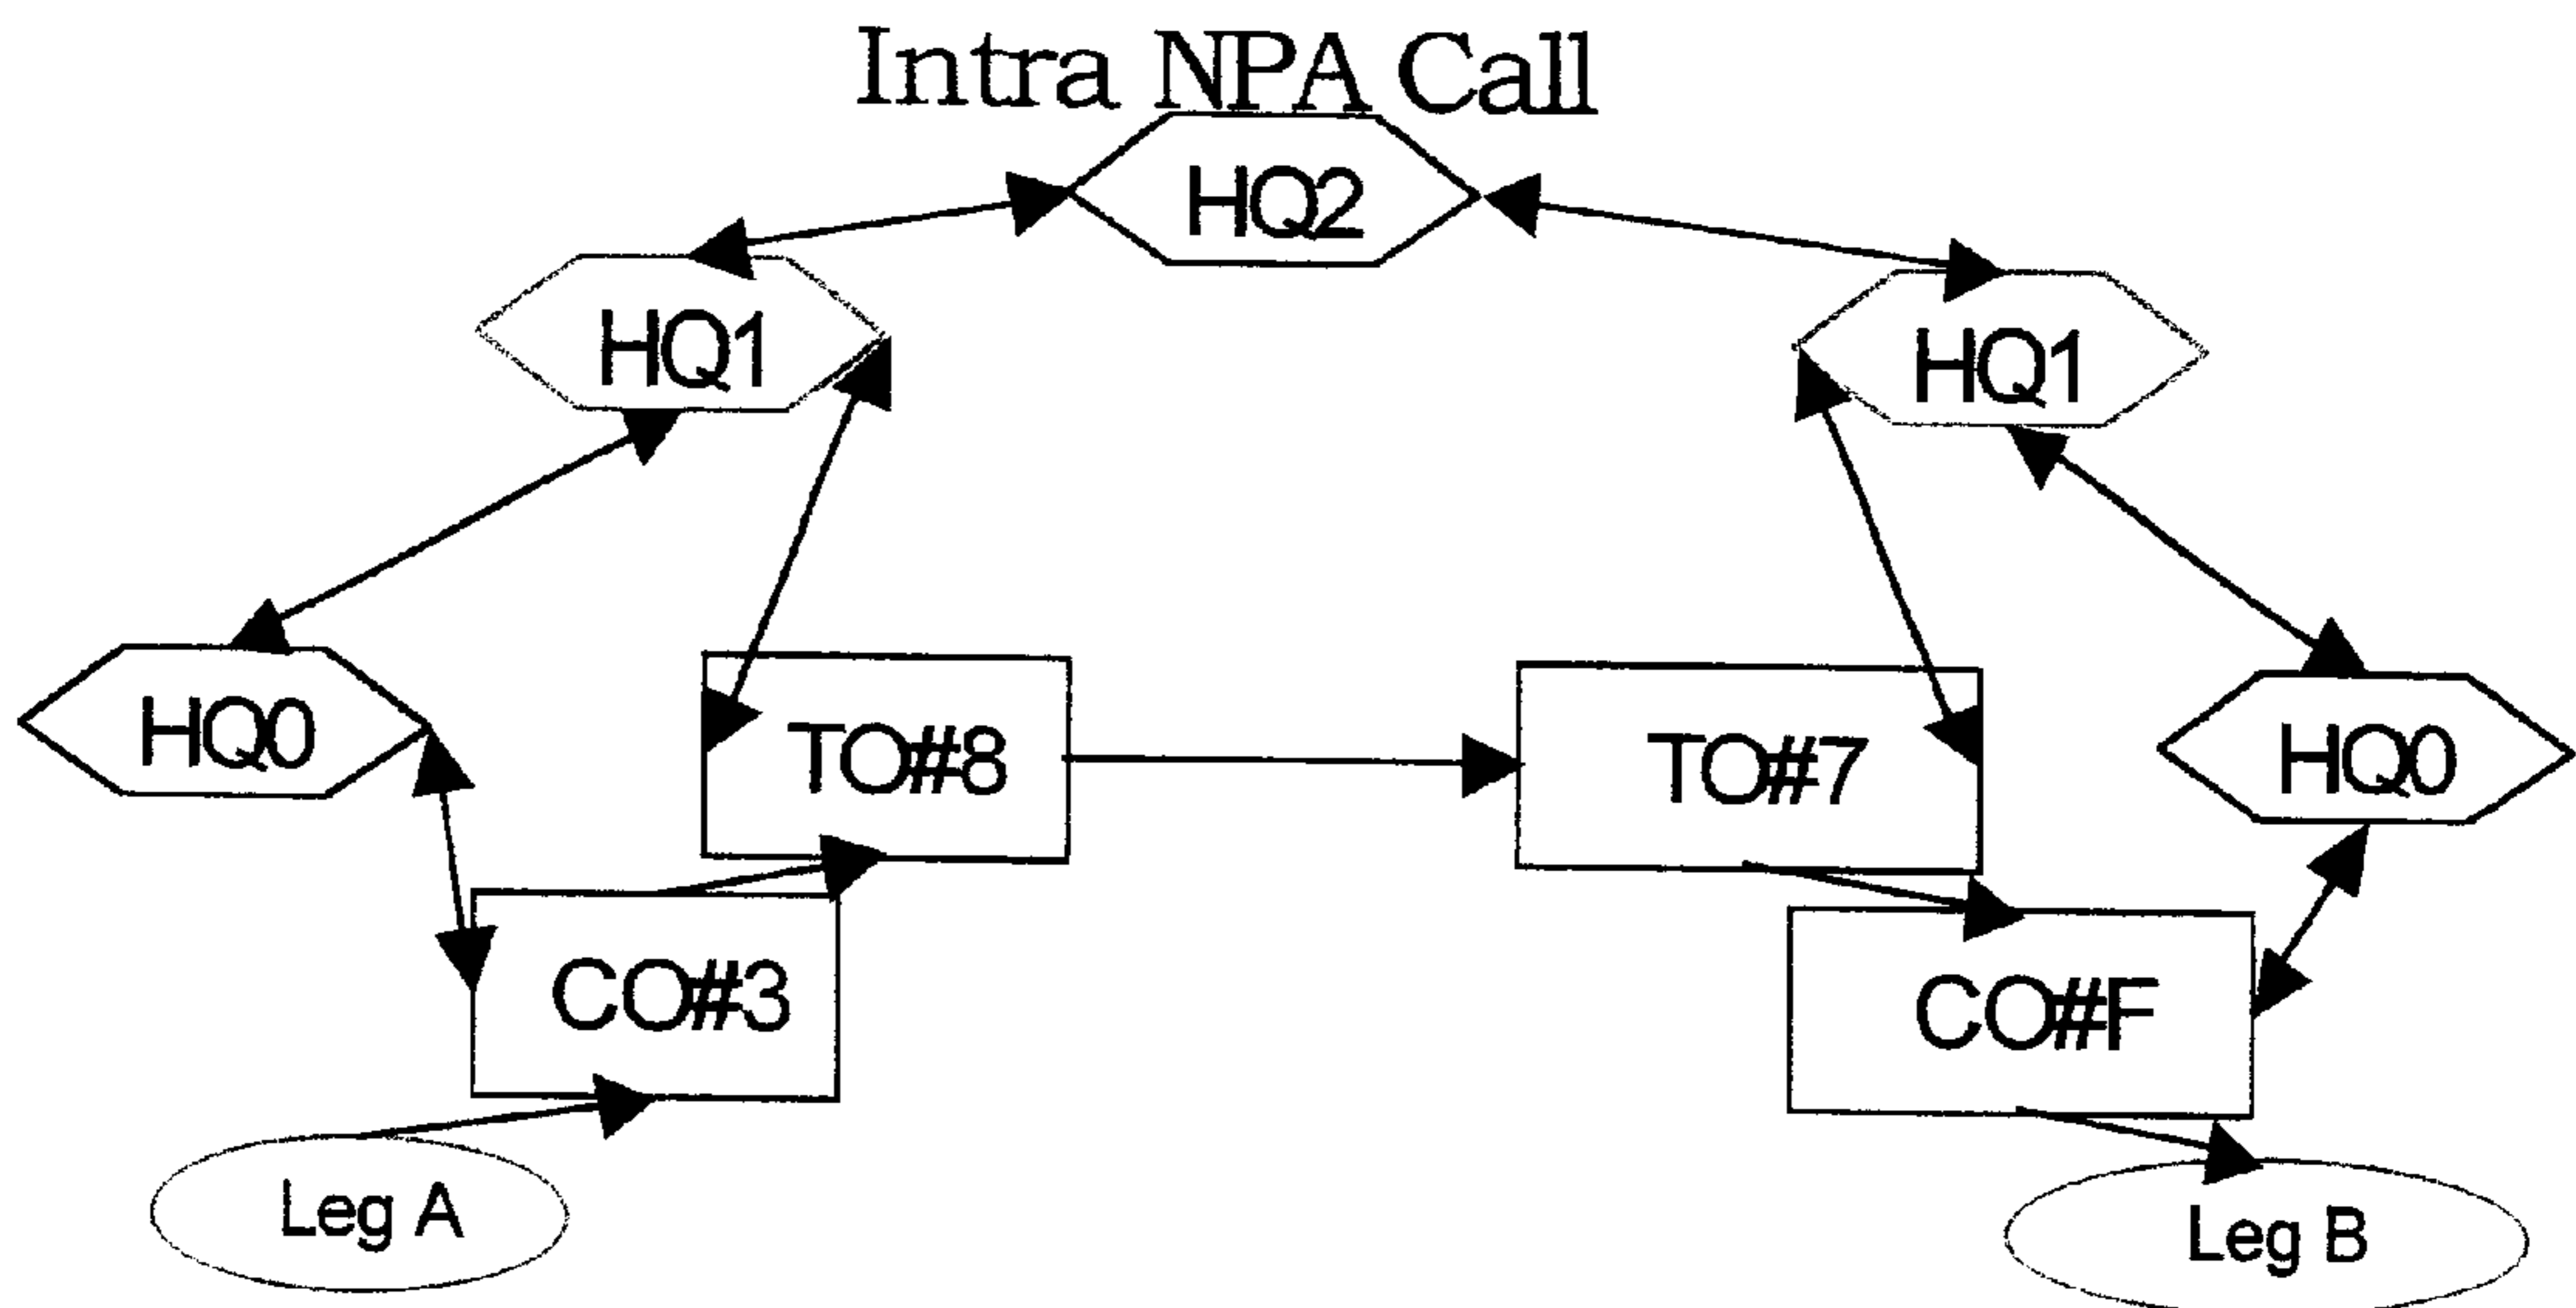 Intra NPA Call
HQ2
HQ1
HQ1
HQ0
TO#8
TO#7
HQ0
CO#3
CO#F
Leg A
Leg B